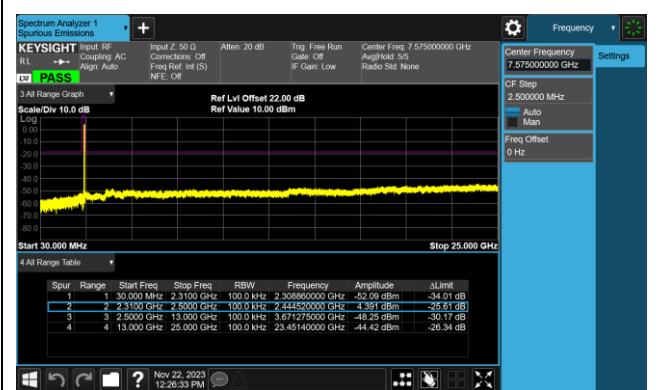 Spectrum Analyzer 1
Spurious Emissions
Frequency
KEYSIGHT Input: RF Input Z: 50 Ω Atten: 20 dB Trig: Free Run Center Freq: 7.575000000 GHz
RL Coupling: AC Corrections: Off Gate: Off Avg|Hold: 5/5
Align: Auto Freq Ref: Int (S) IF Gain: Low Radio Std: None
NFE: Off
LXI PASS
Center Frequency
7.575000000 GHz
Settings
CF Step
2.500000 MHz
Auto
Man
Freq Offset
0 Hz
3 All Range Graph
Ref Lvl Offset 22.00 dB
Scale/Div 10.0 dB Ref Value 10.00 dBm
Log
0.00
-10.0
-20.0
-30.0
-40.0
-50.0
-60.0
-70.0
-80.0
Start 30.000 MHz Stop 25.000 GHz
4 All Range Table
Spur Range Start Freq Stop Freq RBW Frequency Amplitude ΔLimit
1 1 30.000 MHz 2.3100 GHz 100.0 kHz 2.308860000 GHz -52.09 dBm -34.01 dB
2 2 2.3100 GHz 2.5000 GHz 100.0 kHz 2.444520000 GHz 4.391 dBm -25.61 dB
3 3 2.5000 GHz 13.000 GHz 100.0 kHz 3.671275000 GHz -48.25 dBm -30.17 dB
4 4 13.000 GHz 25.000 GHz 100.0 kHz 23.45140000 GHz -44.42 dBm -26.34 dB
Nov 22, 2023
12:26:33 PM